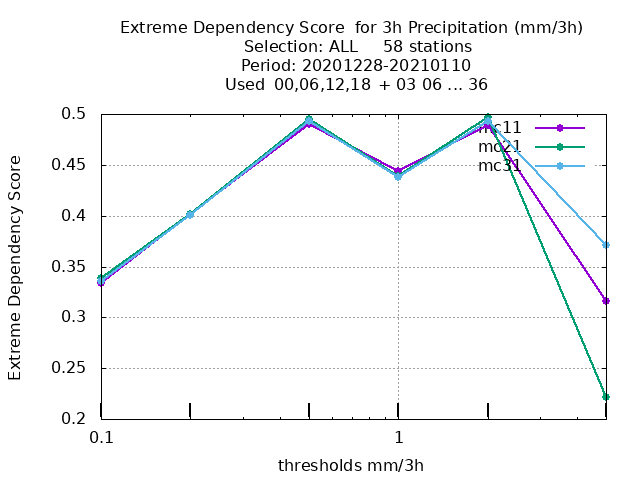 Extreme Dependency Score for 3h Precipitation (mm/3h)
Selection: ALL 58 stations
Period: 20201228-20210110
Used 00,06,12,18 + 03 06 ... 36
Extreme Dependency Score
0.5
0.45
0.4
0.35
0.3
0.25
0.2
mc11
mc21
mc31
0.1
1
thresholds mm/3h